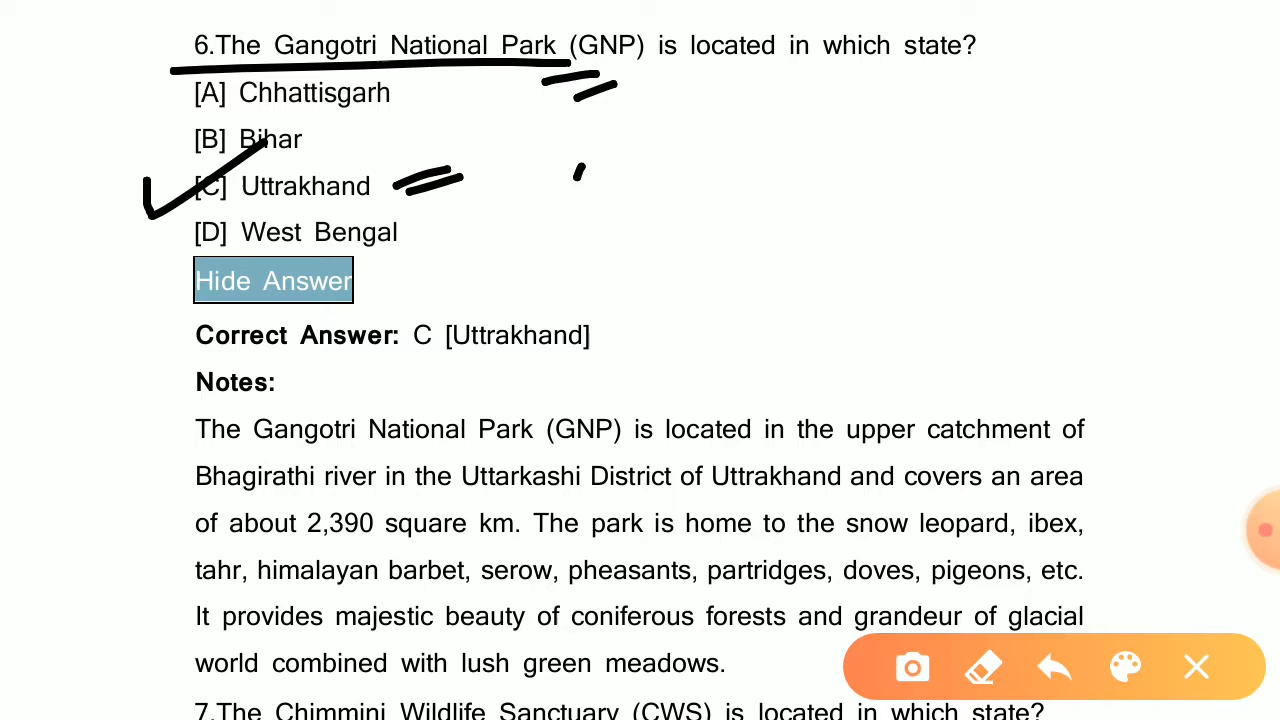 6.The Gangotri National Park (GNP) is located in which state?
[A] Chhattisgarh
[B] Bihar
[C] Uttrakhand
[D] West Bengal
Hide Answer
Correct Answer: C [Uttrakhand]
Notes:
The Gangotri National Park (GNP) is located in the upper catchment of
Bhagirathi river in the Uttarkashi District of Uttrakhand and covers an area
of about 2,390 square km. The park is home to the snow leopard, ibex,
tahr, himalayan barbet, serow, pheasants, partridges, doves, pigeons, etc.
It provides majestic beauty of coniferous forests and grandeur of glacial
world combined with lush green meadows.
7.The Chimmini Wildlife Sanctuary (CWS) is located in which state?